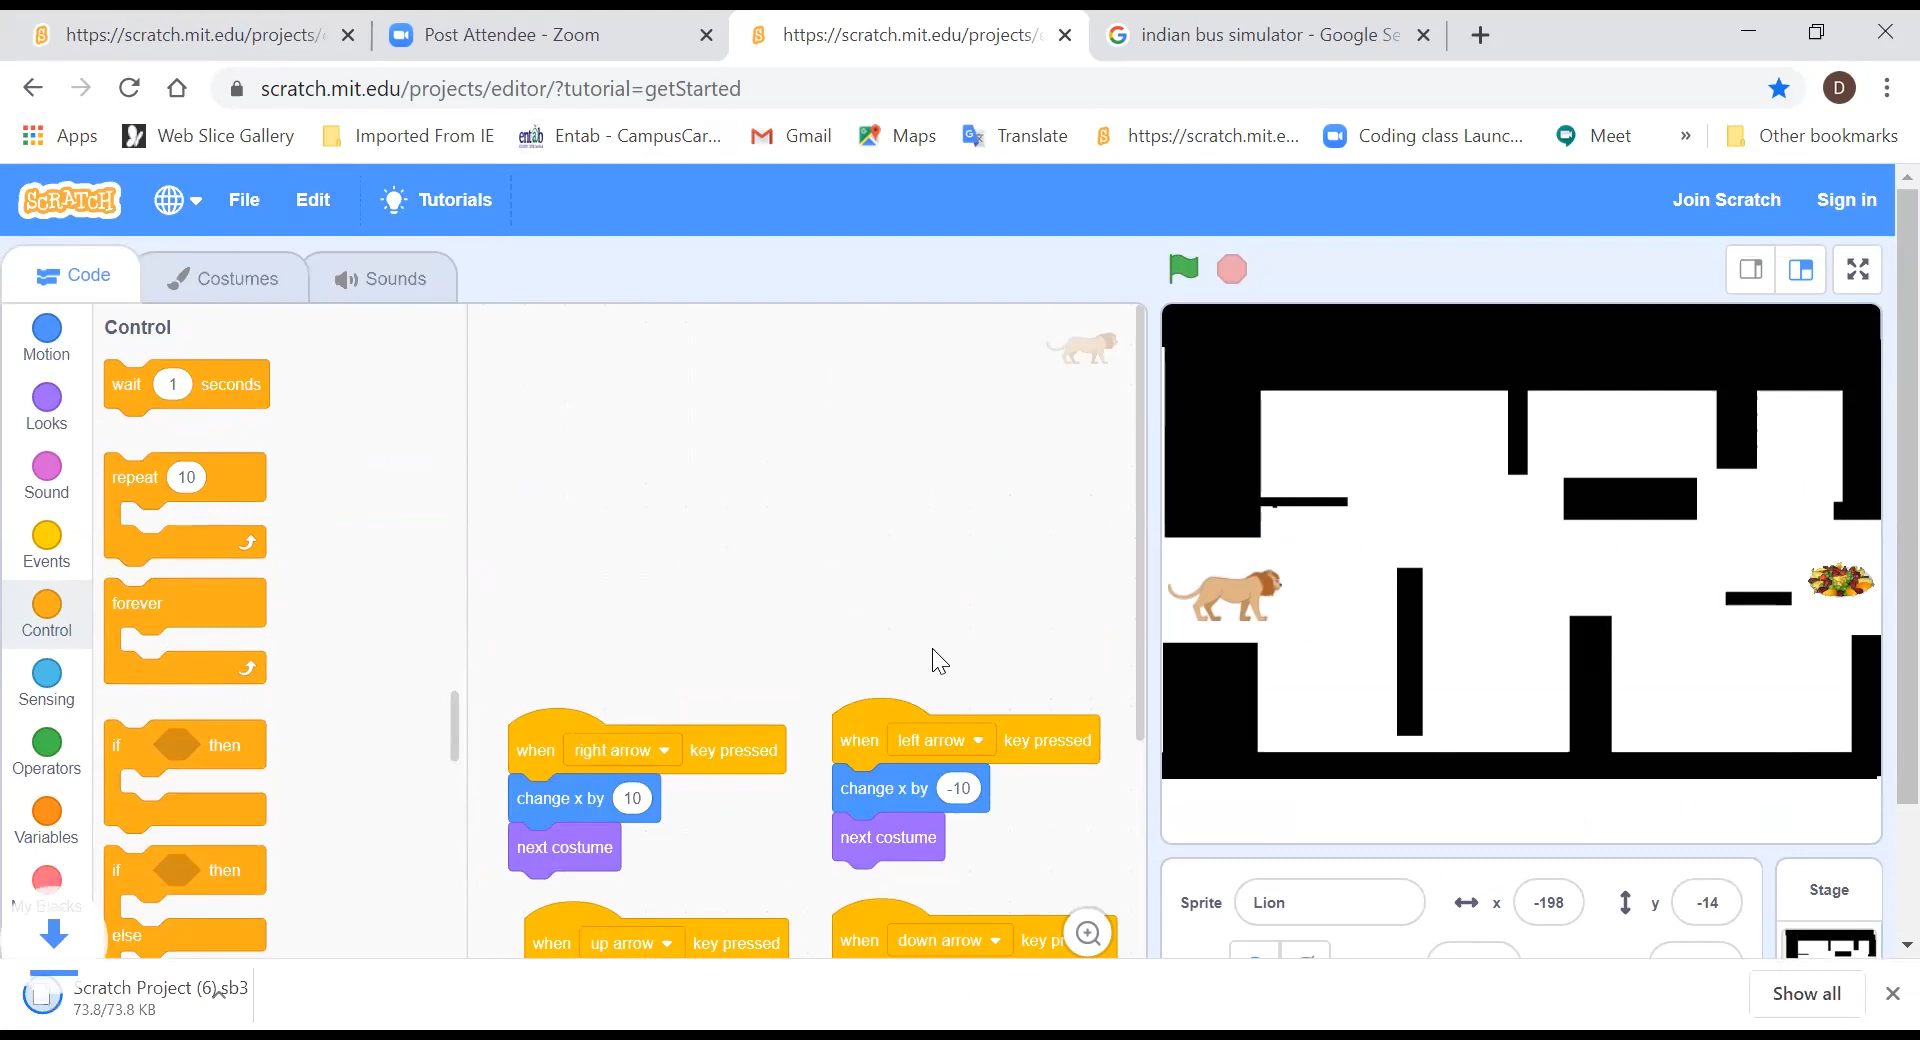 https://scratch.mit.edu/projects/
Post Attendee - Zoom
https://scratch.mit.edu/projects/
indian bus simulator - Google Se
scratch.mit.edu/projects/editor/?tutorial=getStarted
D
Apps
Web Slice Gallery
Imported From IE
entab
Entab - CampusCar...
Gmail
Maps
Translate
https://scratch.mit.e...
Coding class Launc...
Meet
»
Other bookmarks
SCRATCH
File
Edit
Tutorials
Join Scratch
Sign in
Code
Costumes
Sounds
Motion
Looks
Sound
Events
Control
Sensing
Operators
Variables
My Blocks
Control
wait 1 seconds
repeat 10
forever
if then
if then
else
when right arrow key pressed
change x by 10
next costume
when left arrow key pressed
change x by -10
next costume
when up arrow key pressed
when down arrow key pr
Sprite Lion x -198 y -14
Stage
Scratch Project (6).sb3
73.8/73.8 KB
Show all